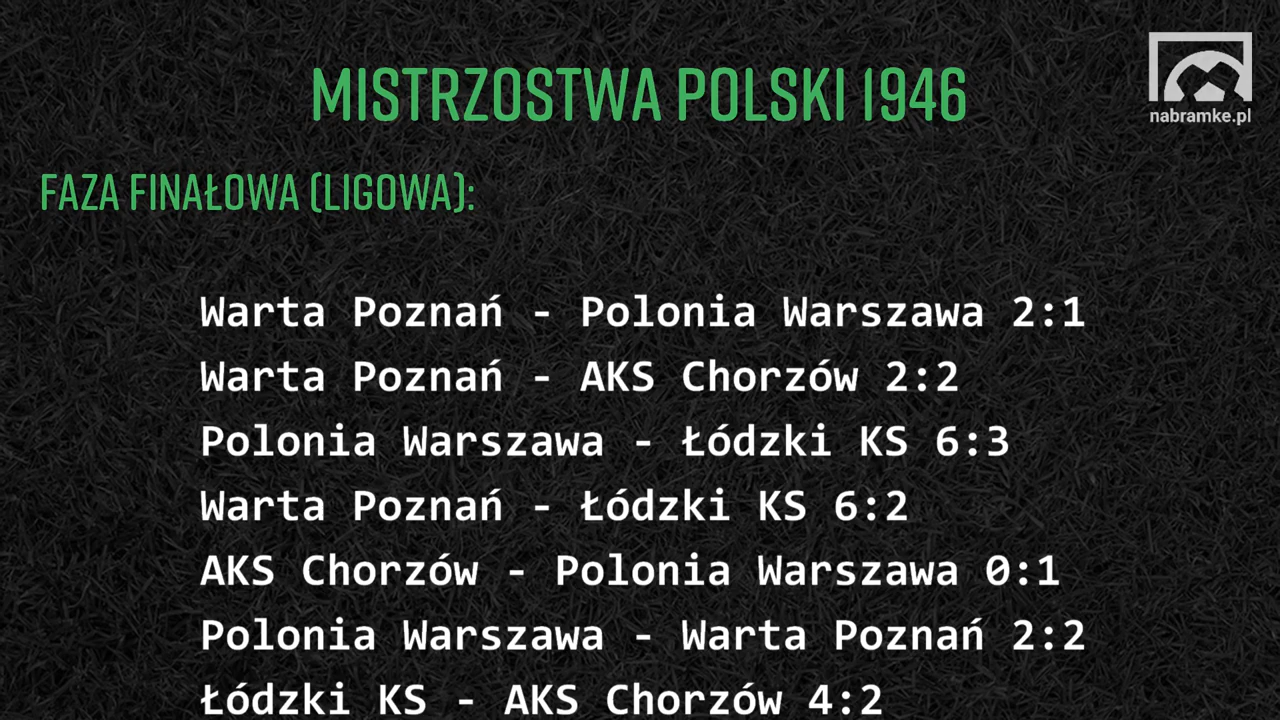 MISTRZOSTWA POLSKI 1946
nabramke.pl
FAZA FINAŁOWA (LIGOWA):
Warta Poznań - Polonia Warszawa 2:1
Warta Poznań - AKS Chorzów 2:2
Polonia Warszawa - Łódzki KS 6:3
Warta Poznań - Łódzki KS 6:2
AKS Chorzów - Polonia Warszawa 0:1
Polonia Warszawa - Warta Poznań 2:2
Łódzki KS - AKS Chorzów 4:2